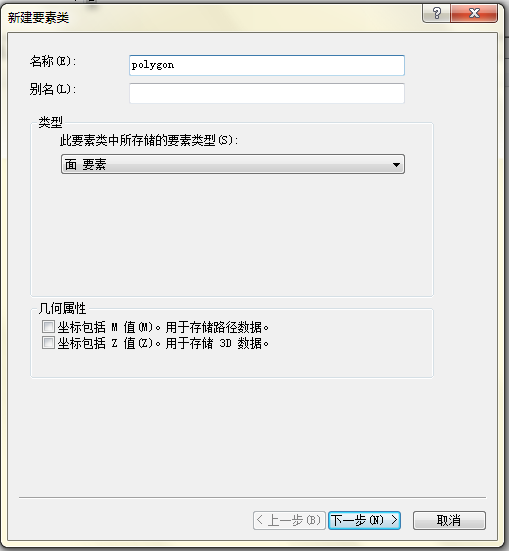 新建要素类
名称(E):
polygon
别名(L):
类型
此要素类中所存储的要素类型(S):
面 要素
几何属性
坐标包括 M 值(M)。用于存储路径数据。
坐标包括 Z 值(Z)。用于存储 3D 数据。
< 上一步(B) 下一步(N) > 取消